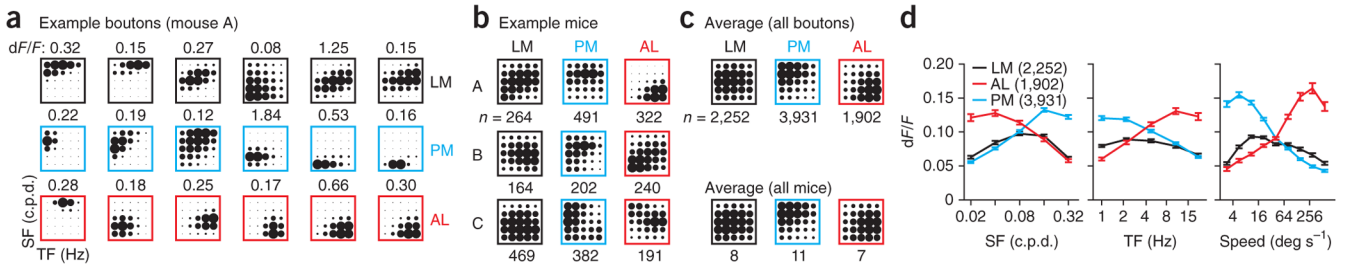 a Example boutons (mouse A)
dF/F: 0.32 0.15 0.27 0.08 1.25 0.15
LM
0.22 0.19 0.12 1.84 0.53 0.16
PM
0.28 0.18 0.25 0.17 0.66 0.30
AL
SF (c.p.d.)
TF (Hz)
b Example mice
LM PM AL
A
n = 264 491 322
B
164 202 240
C
469 382 191
c Average (all boutons)
LM PM AL
n = 2,252 3,931 1,902
Average (all mice)
8 11 7
d
LM (2,252)
AL (1,902)
PM (3,931)
dF/F
0.20
0.15
0.10
0.05
0
0.02 0.08 0.32
SF (c.p.d.)
1 2 4 8 15
TF (Hz)
4 16 64 256
Speed (deg s⁻¹)